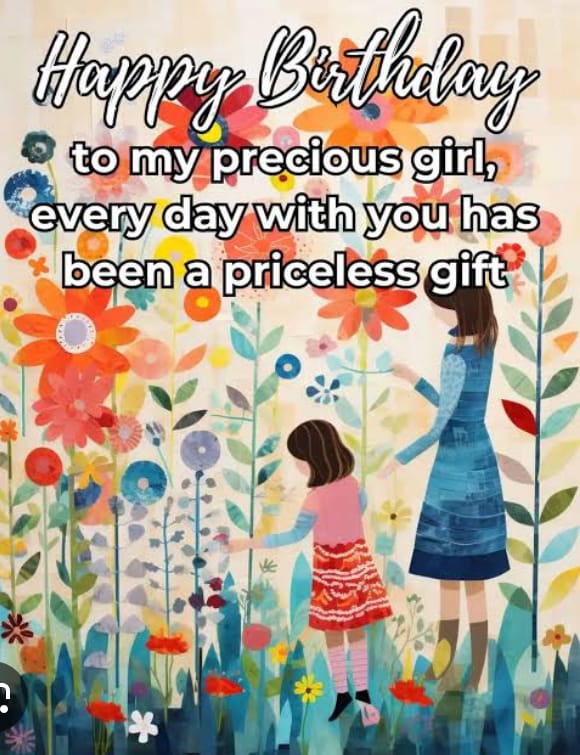 Happy Birthday
to my precious girl,
every day with you has
been a priceless gift